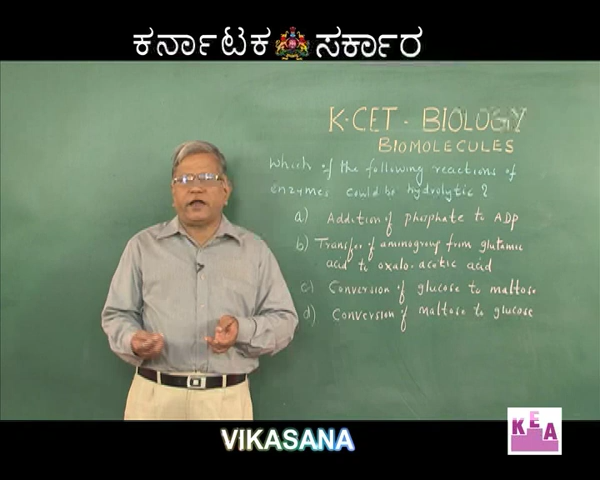 ಕರ್ನಾಟಕ ಸರ್ಕಾರ
K-CET - BIOLOGY
BIOMOLECULES
Which of the following reactions of
enzymes could be hydrolytic ?
a) Addition of phosphate to ADP
b) Transfer of aminogroup from glutamic
acid to oxalo-acetic acid
c) Conversion of glucose to maltose
d) Conversion of maltose to glucose
KEA
VIKASANA